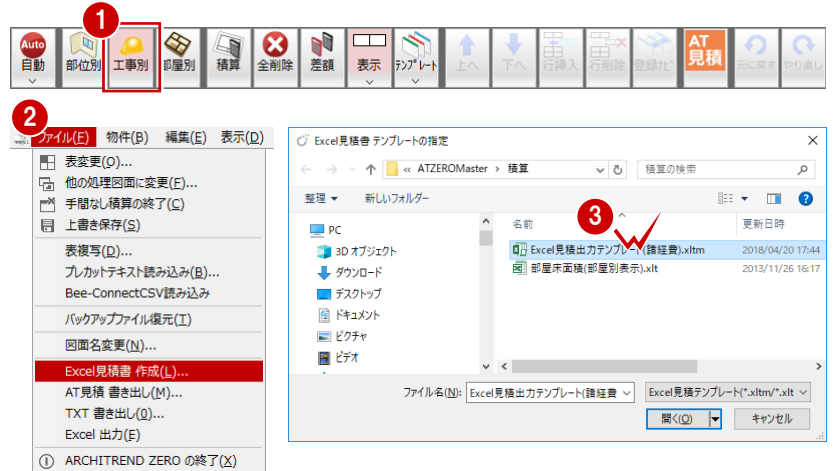 1
Auto
自動
部位別
工事別
部屋別
積算
全削除
差額
表示
ﾃﾝﾌﾟﾚｰﾄ
上へ
下へ
行挿入
行削除
登録ﾅﾋﾞ
AT
見積
元に戻す
やり直し
2
ファイル(F) 物件(B) 編集(E) 表示(D)
表変更(O)...
他の処理図面に変更(F)...
手間なし積算の終了(C)
上書き保存(S)
表複写(D)...
プレカットテキスト読み込み(B)...
Bee-ConnectCSV読み込み
バックアップファイル復元(T)
図面名変更(N)...
Excel見積書 作成(L)...
AT見積 書き出し(M)...
TXT 書き出し(0)...
Excel 出力(E)
ARCHITREND ZERO の終了(X)
Excel見積書 テンプレートの指定
« ATZEROMaster › 積算
積算の検索
整理 新しいフォルダー
PC
3D オブジェクト
ダウンロード
デスクトップ
ドキュメント
ピクチャ
ビデオ
3
名前 更新日時
Excel見積出力テンプレート(諸経費).xltm 2018/04/20 17:44
部屋床面積(部屋別表示).xlt 2013/11/26 16:17
ファイル名(N): Excel見積出力テンプレート(諸経費 Excel見積テンプレート(*.xltm/*.xlt
開く(O) キャンセル